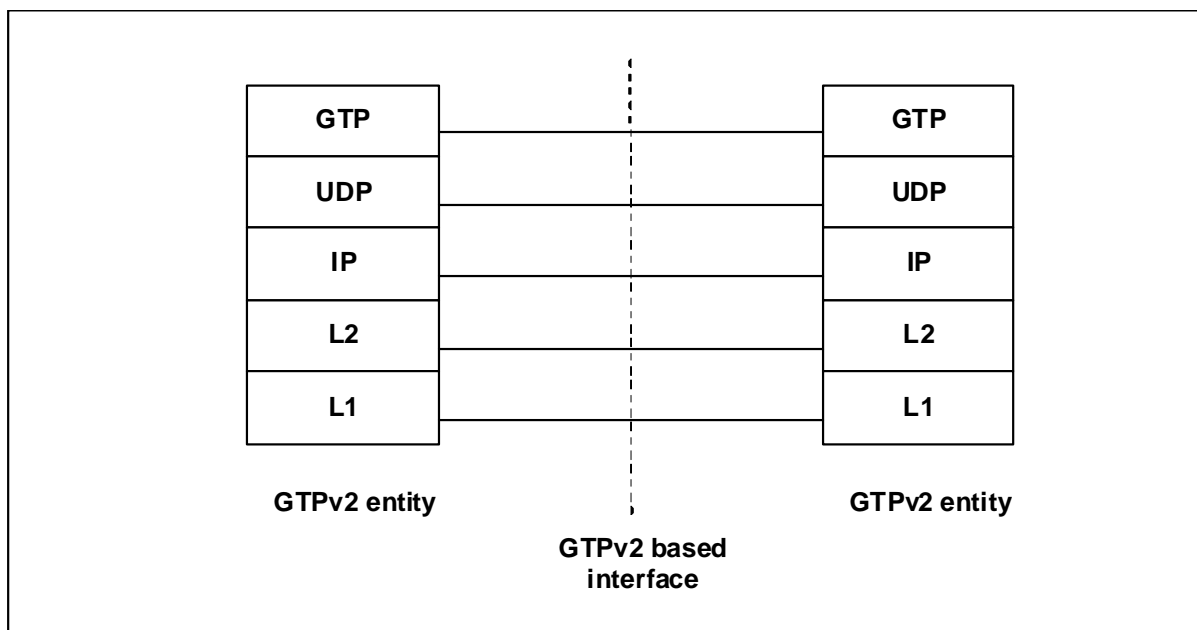 GTP
GTP
UDP
UDP
IP
IP
L2
L2
L1
L1
GTPv2 entity
GTPv2 entity
GTPv2 based
interface